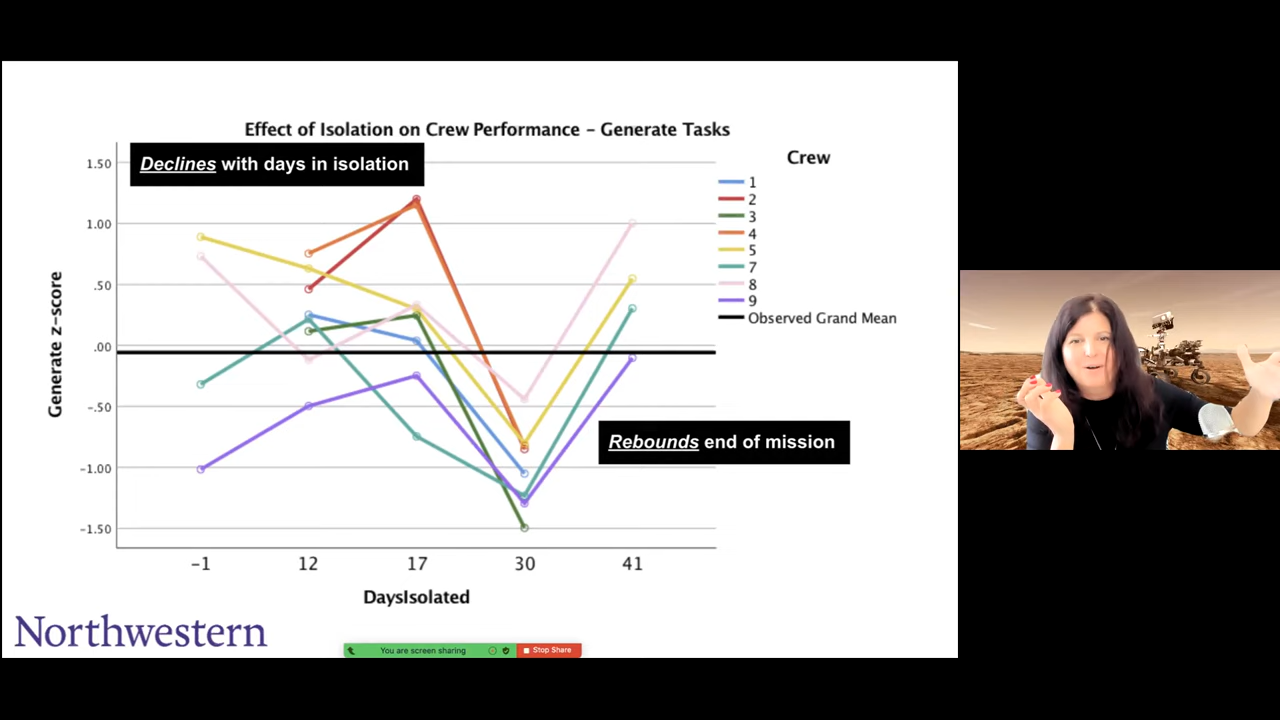 Effect of Isolation on Crew Performance – Generate Tasks
Declines with days in isolation
Crew
1
2
3
4
5
7
8
9
Observed Grand Mean
Generate z-score
1.50
1.00
.50
.00
-.50
-1.00
-1.50
Rebounds end of mission
-1 12 17 30 41
DaysIsolated
Northwestern
You are screen sharing
Stop Share